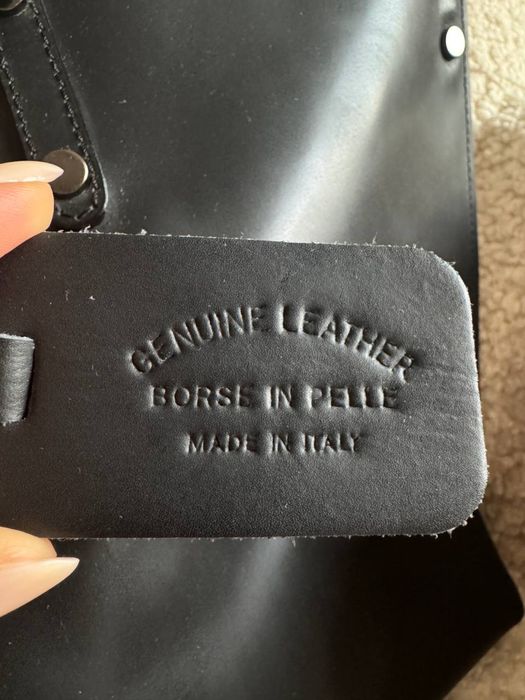 GENUINE LEATHER
BORSE IN PELLE
MADE IN ITALY